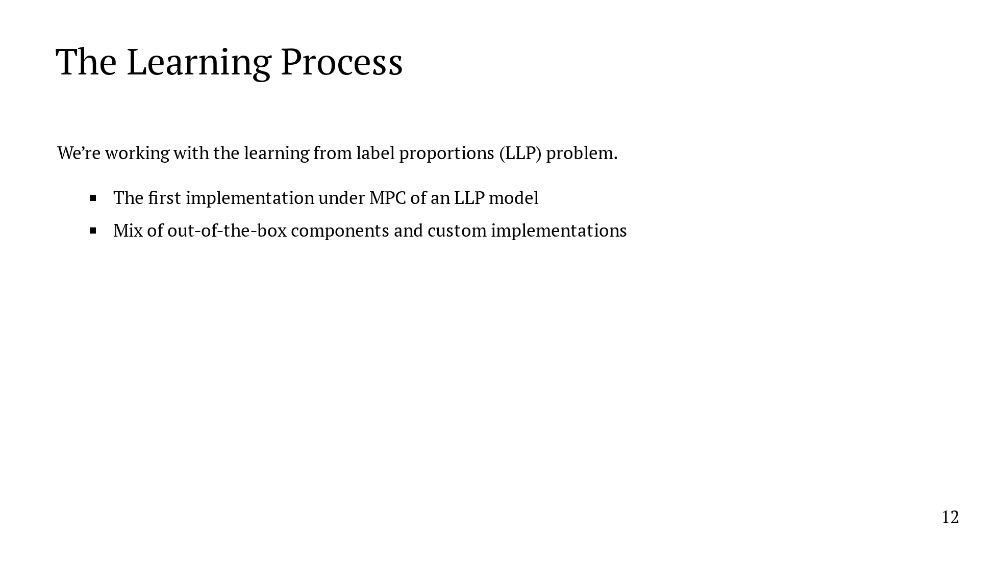 The Learning Process
We’re working with the learning from label proportions (LLP) problem.
▪ The first implementation under MPC of an LLP model
▪ Mix of out-of-the-box components and custom implementations
12